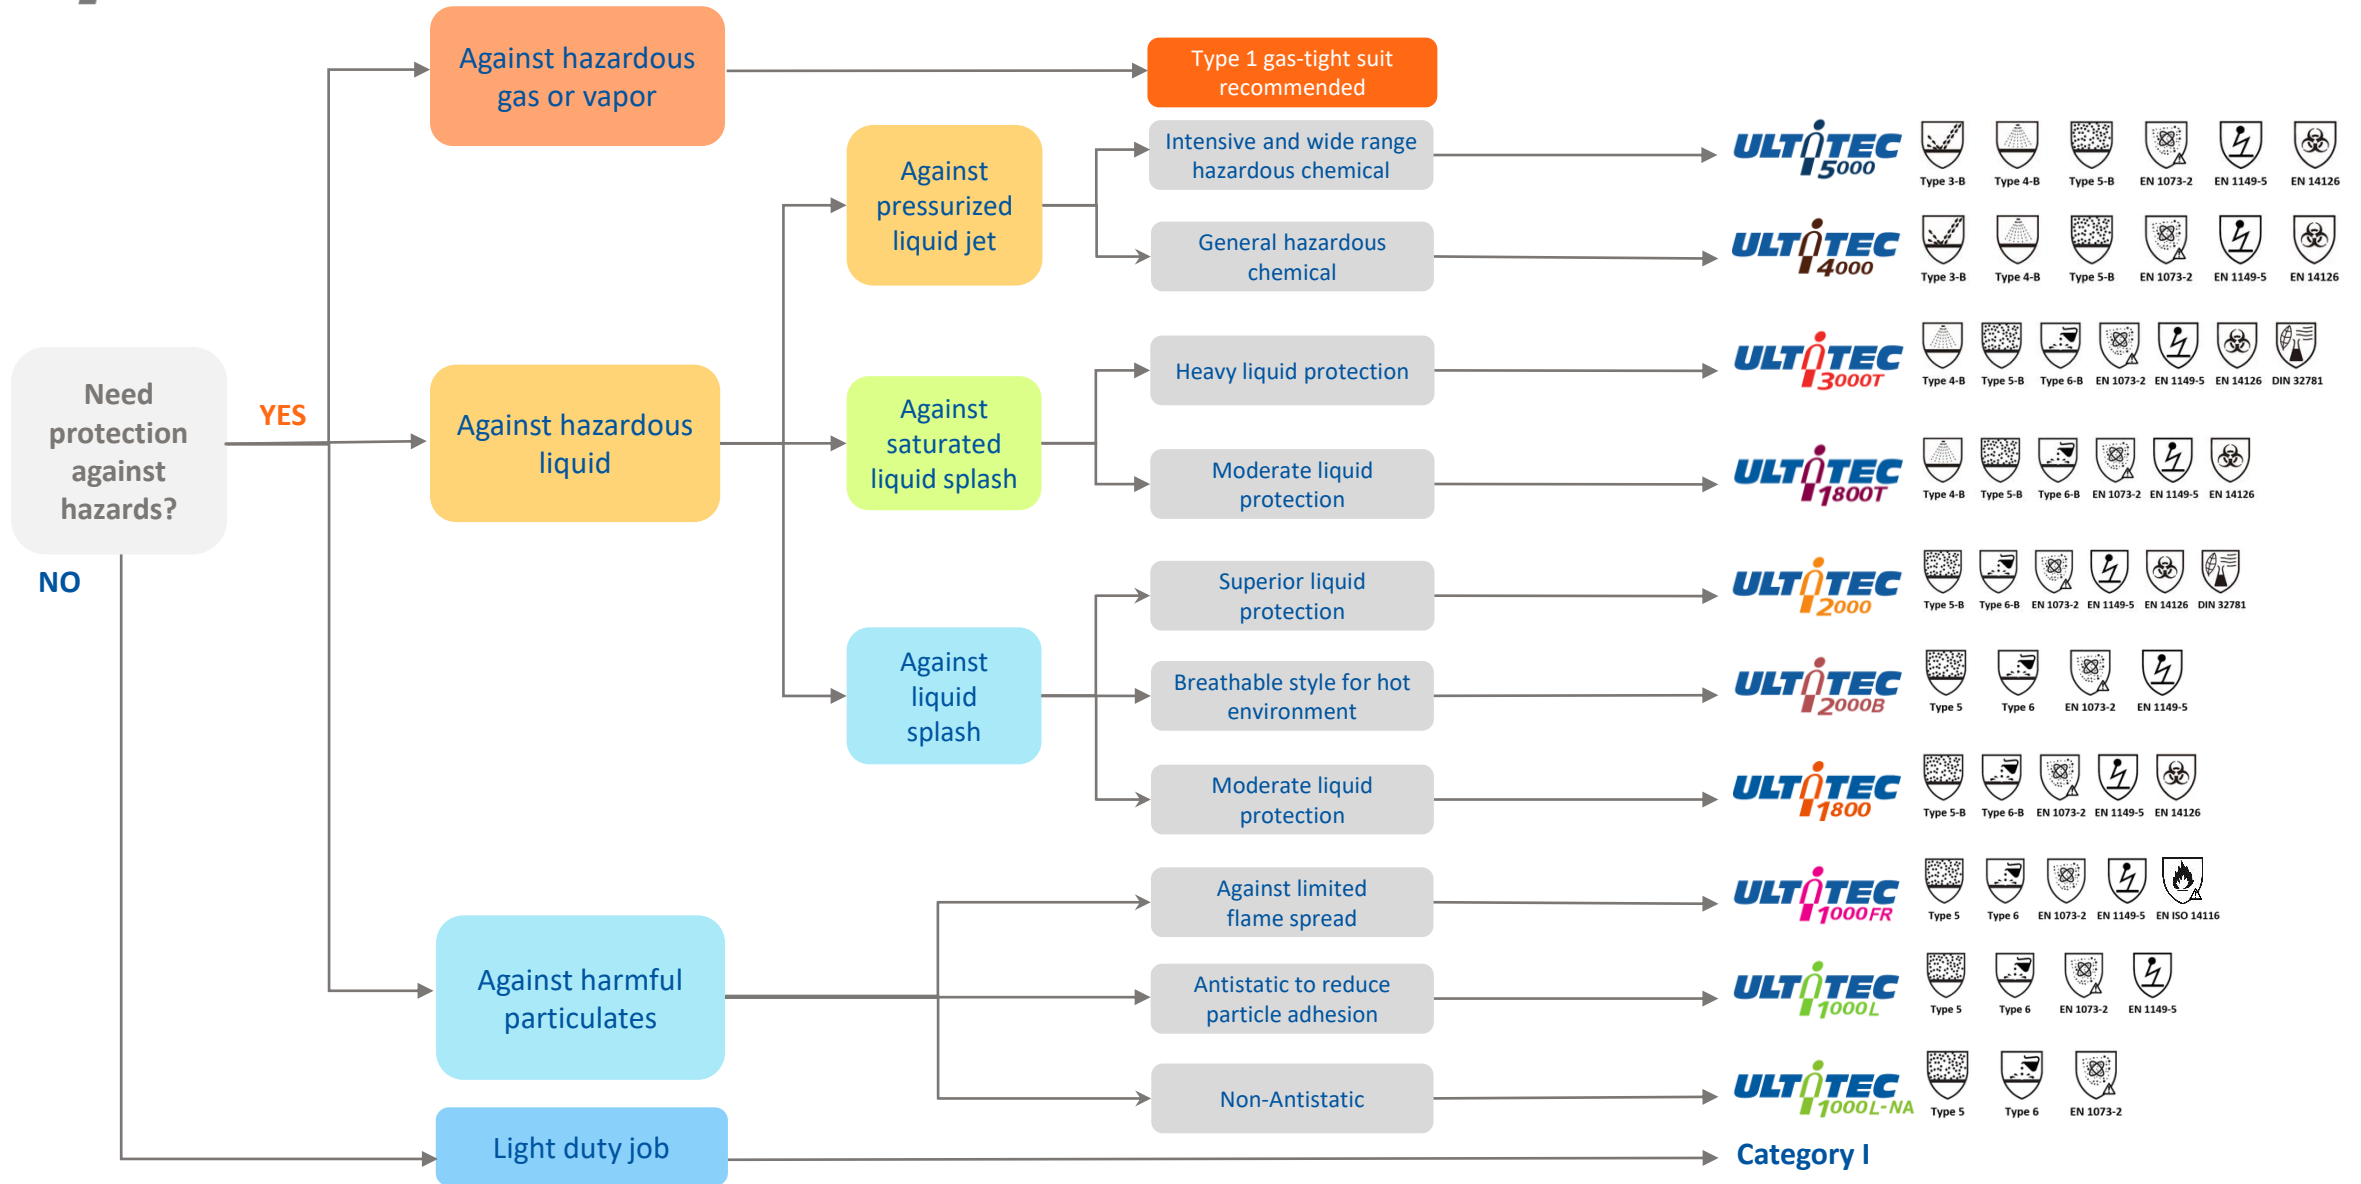 Against hazardous
gas or vapor
Type 1 gas-tight suit
recommended
Against
pressurized
liquid jet
Intensive and wide range
hazardous chemical
ULTITEC
5000
Type 3-B Type 4-B Type 5-B EN 1073-2 EN 1149-5 EN 14126
General hazardous
chemical
ULTITEC
4000
Type 3-B Type 4-B Type 5-B EN 1073-2 EN 1149-5 EN 14126
Need
protection
against
hazards?
YES
NO
Against hazardous
liquid
Against
saturated
liquid splash
Heavy liquid protection
ULTITEC
3000T
Type 4-B Type 5-B Type 6-B EN 1073-2 EN 1149-5 EN 14126 DIN 32781
Moderate liquid
protection
ULTITEC
1800T
Type 4-B Type 5-B Type 6-B EN 1073-2 EN 1149-5 EN 14126
Against
liquid
splash
Superior liquid
protection
ULTITEC
2000
Type 5-B Type 6-B EN 1073-2 EN 1149-5 EN 14126 DIN 32781
Breathable style for hot
environment
ULTITEC
2000B
Type 5 Type 6 EN 1073-2 EN 1149-5
Moderate liquid
protection
ULTITEC
1800
Type 5-B Type 6-B EN 1073-2 EN 1149-5 EN 14126
Against harmful
particulates
Against limited
flame spread
ULTITEC
1000FR
Type 5 Type 6 EN 1073-2 EN 1149-5 EN ISO 14116
Antistatic to reduce
particle adhesion
ULTITEC
1000L
Type 5 Type 6 EN 1073-2 EN 1149-5
Non-Antistatic
ULTITEC
1000L-NA
Type 5 Type 6 EN 1073-2
Light duty job
Category I